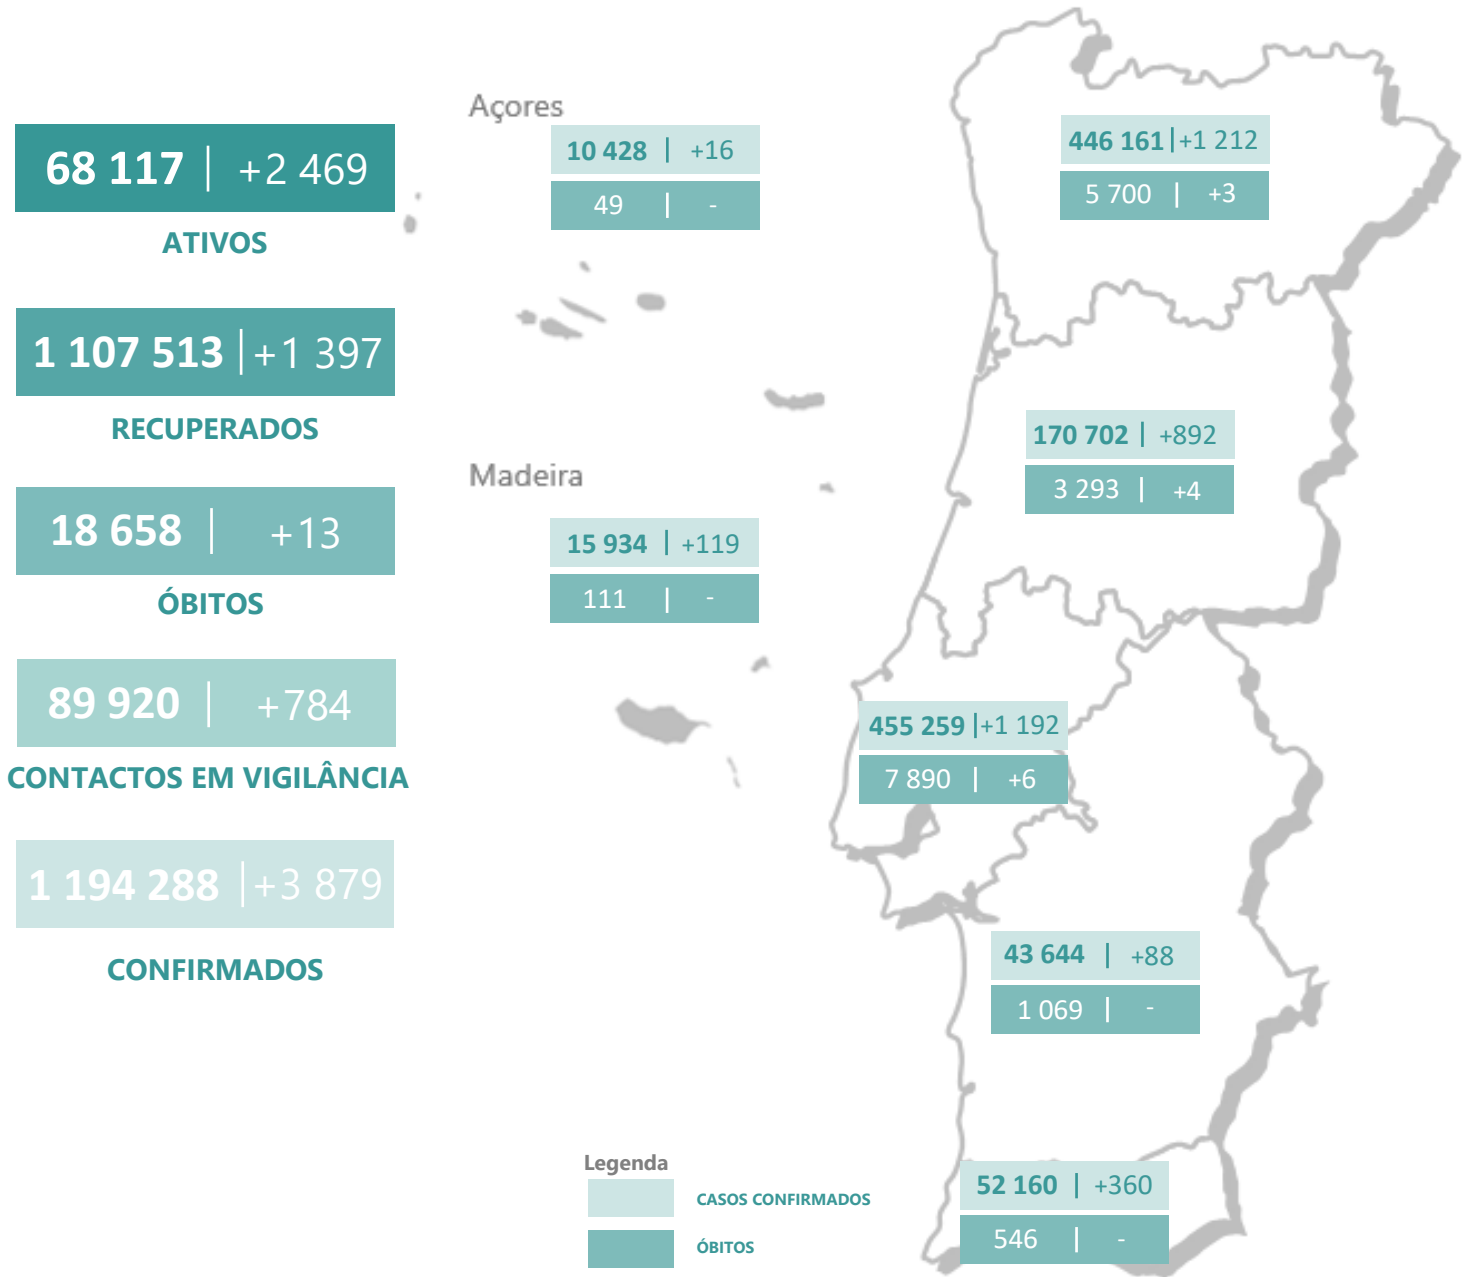 68 117 | +2 469
ATIVOS
1 107 513 | +1 397
RECUPERADOS
18 658 | +13
ÓBITOS
89 920 | +784
CONTACTOS EM VIGILÂNCIA
1 194 288 | +3 879
CONFIRMADOS
Açores
10 428 | +16
49 | -
Madeira
15 934 | +119
111 | -
446 161 | +1 212
5 700 | +3
170 702 | +892
3 293 | +4
455 259 | +1 192
7 890 | +6
43 644 | +88
1 069 | -
52 160 | +360
546 | -
Legenda
CASOS CONFIRMADOS
ÓBITOS